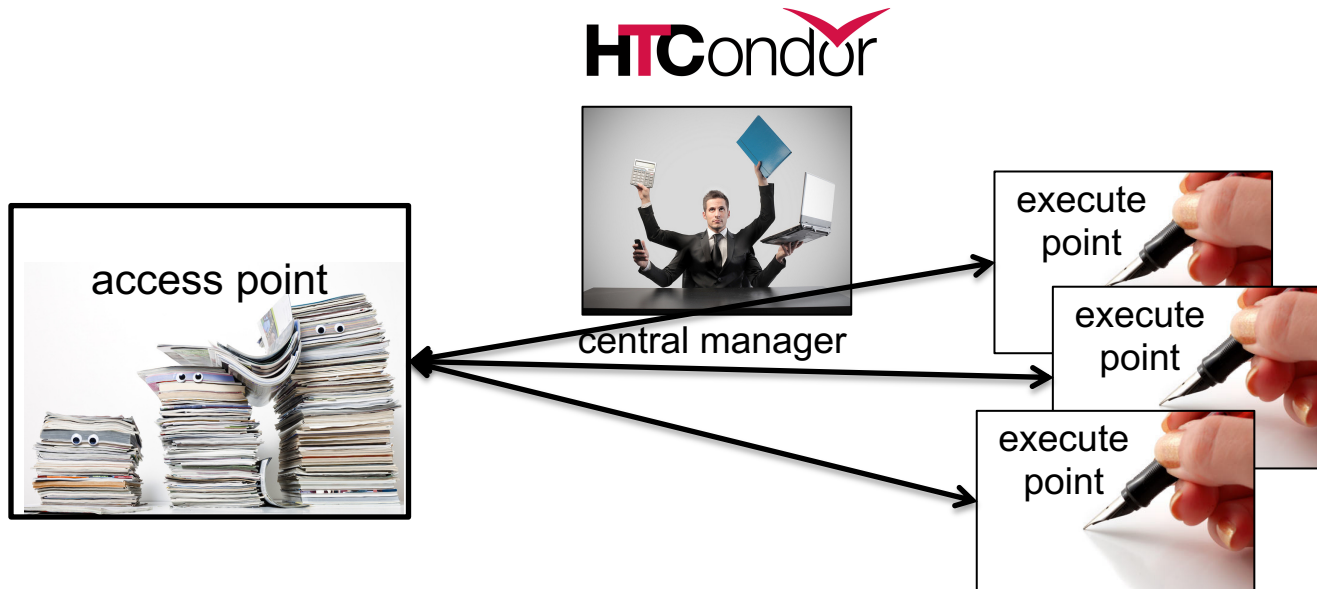 HTCondor
access point
central manager
execute
point
execute
point
execute
point